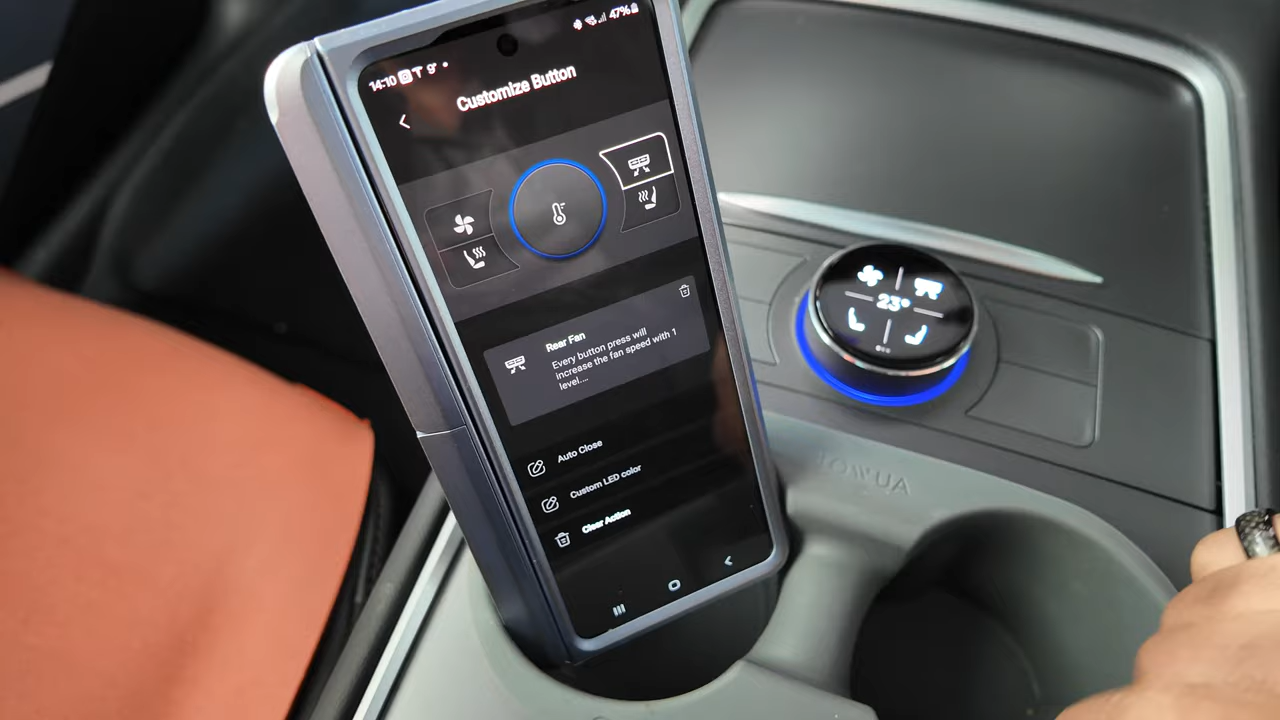 14:10
9°
47%
Customize Button
Rear Fan
Every button press will
increase the fan speed with 1
level....
Auto Close
Custom LED color
Clear Action
23°